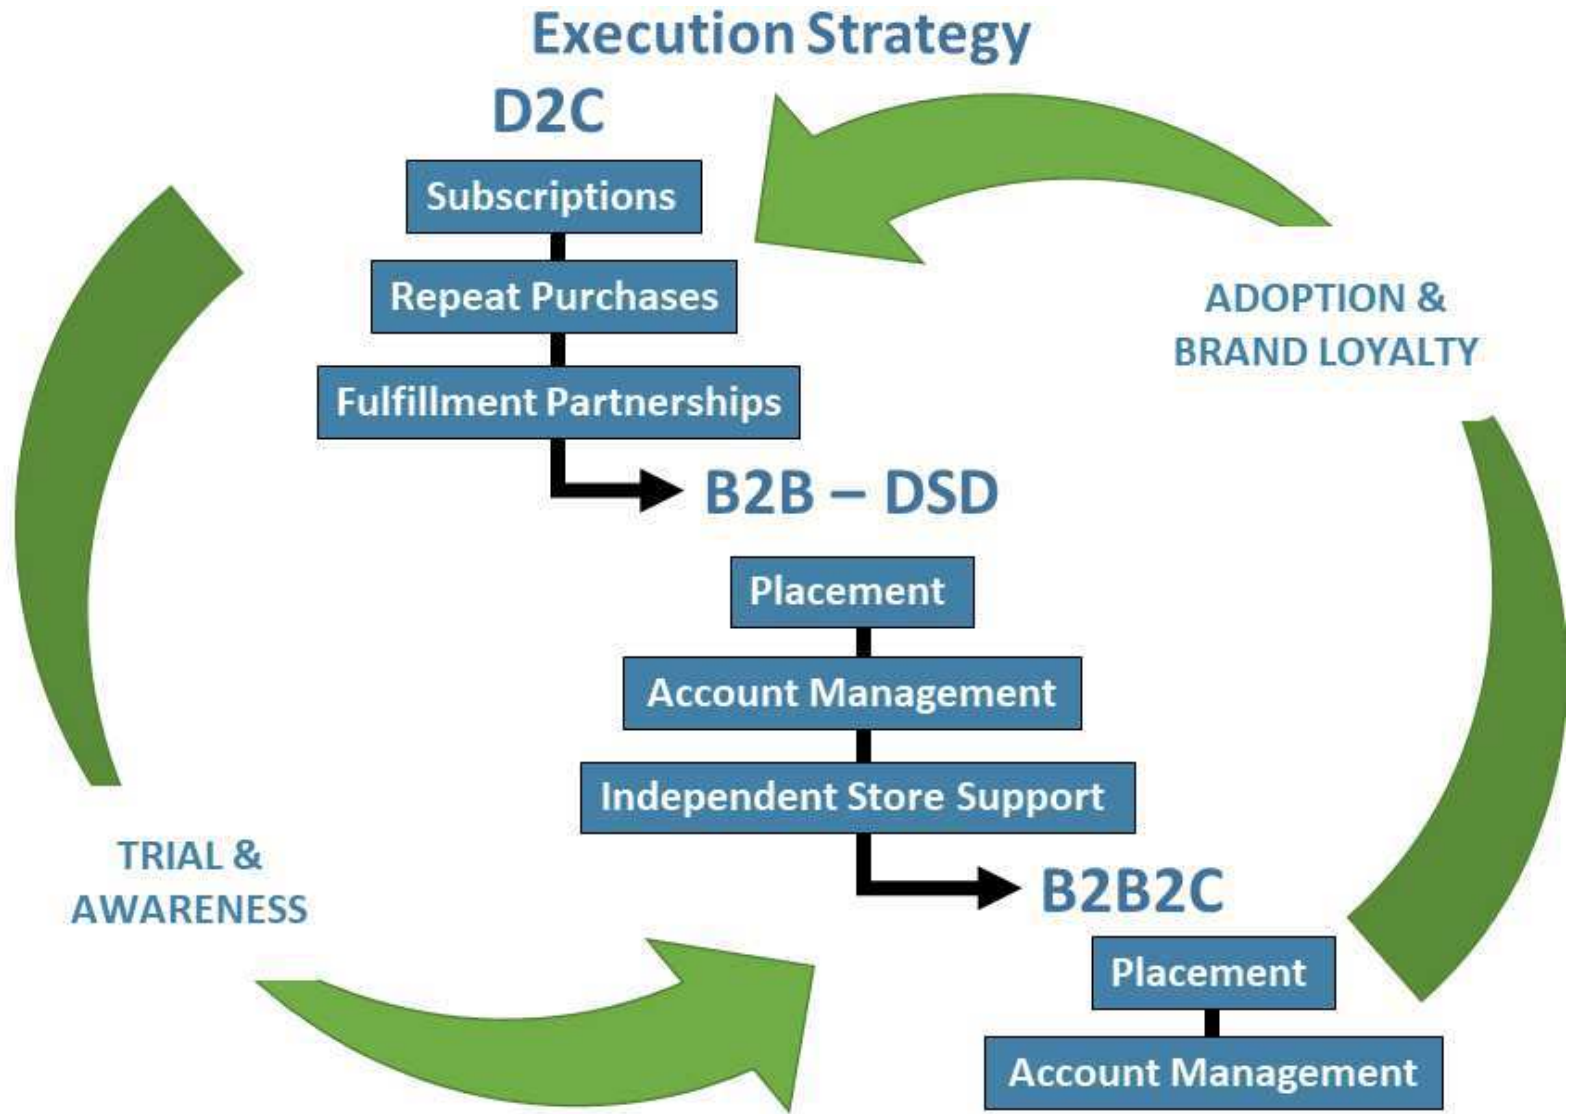 Execution Strategy
D2C
Subscriptions
Repeat Purchases
Fulfillment Partnerships
ADOPTION &
BRAND LOYALTY
B2B – DSD
Placement
Account Management
Independent Store Support
TRIAL &
AWARENESS
B2B2C
Placement
Account Management